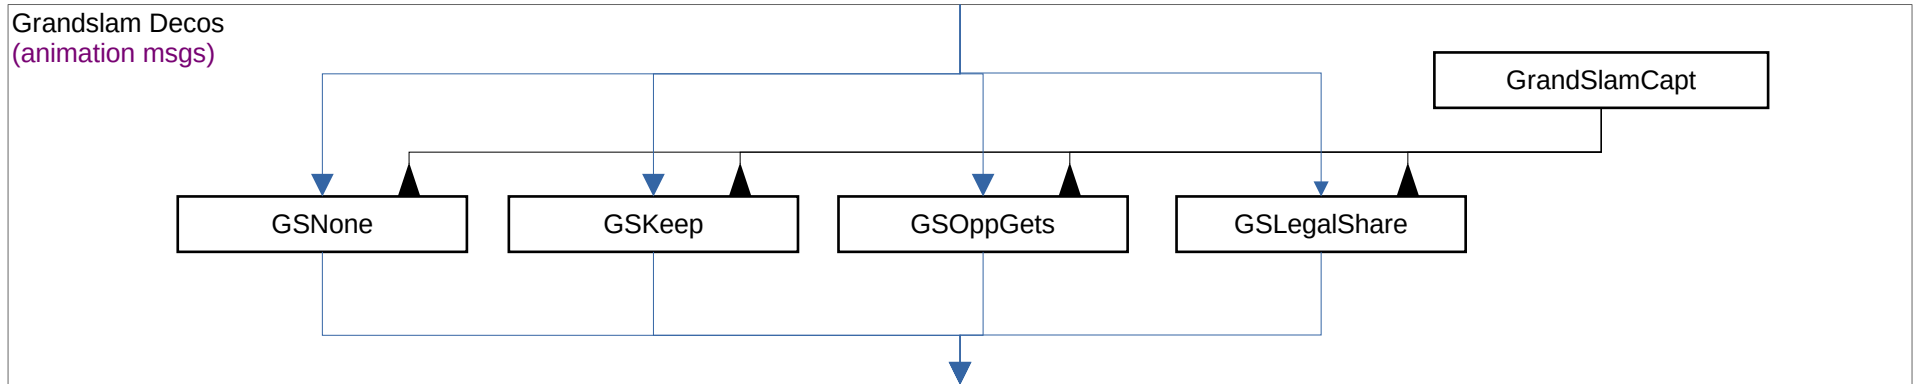 Grandslam Decos
(animation msgs)
GrandSlamCapt
GSNone
GSKeep
GSOppGets
GSLegalShare